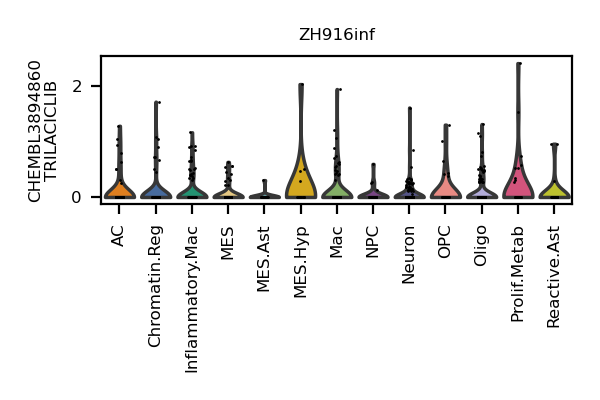 ZH916inf
CHEMBL3894860
TRILACICLIB
2
0
AC
Chromatin.Reg
Inflammatory.Mac
MES
MES.Ast
MES.Hyp
Mac
NPC
Neuron
OPC
Oligo
Prolif.Metab
Reactive.Ast